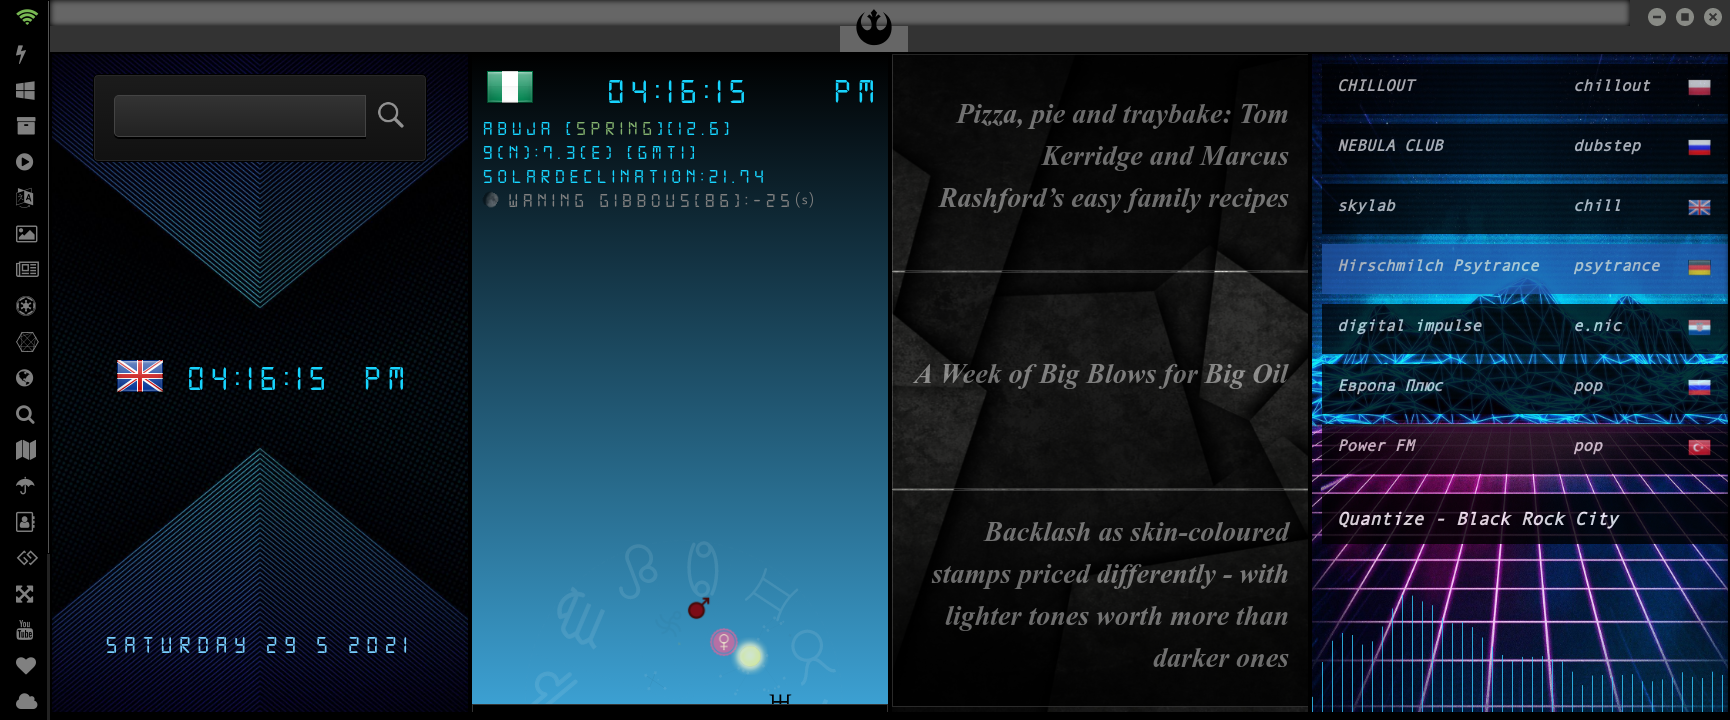 04:16:15 PM
SATURDAY 29 5 2021
04:16:15 PM
ABUJA [SPRING][12.6]
9(N):7.3(E) [GMT1]
SOLARDECLINATION:21.74
WANING GIBBOUS[86]:-25(s)
Pizza, pie and traybake: Tom
Kerridge and Marcus
Rashford’s easy family recipes
A Week of Big Blows for Big Oil
Backlash as skin-coloured
stamps priced differently - with
lighter tones worth more than
darker ones
CHILLOUT chillout
NEBULA CLUB dubstep
skylab chill
Hirschmilch Psytrance psytrance
digital impulse e.nic
Европа Плюс pop
Power FM pop
Quantize - Black Rock City
You
Tube